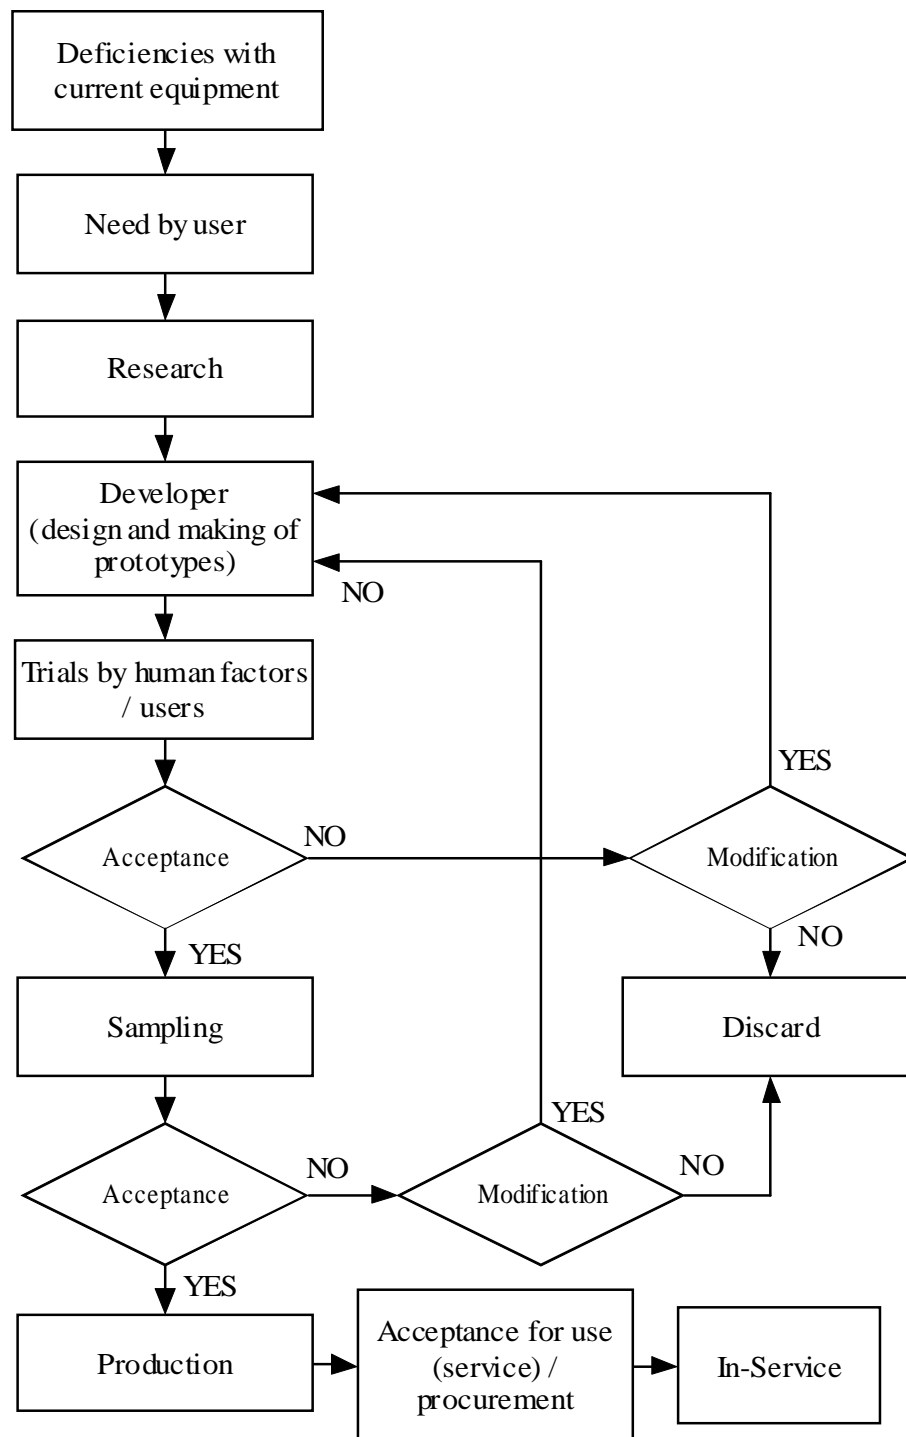 Deficiencies with
current equipment
Need by user
Research
Developer
(design and making of
prototypes)
NO
Trials by human factors
/ users
YES
Acceptance
NO
Modification
YES
NO
Sampling
Discard
YES
Acceptance
NO
Modification
NO
YES
Production
Acceptance for use
(service) /
procurement
In-Service